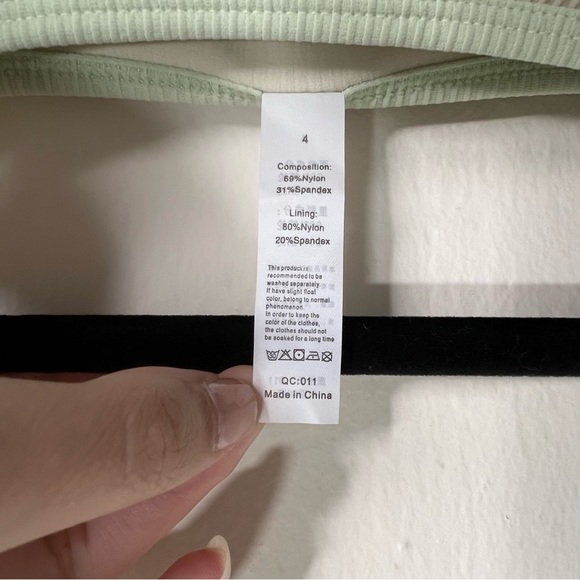 4
Composition:
69%Nylon
31%Spandex
Lining:
80%Nylon
20%Spandex
This product is
recommended to be
washed separately
If have slight float
color, belong to normal
phenomenon.
In order to keep the
color of the clothes,
the clothes should not
be soaked for a long time
QC:011
Made in China